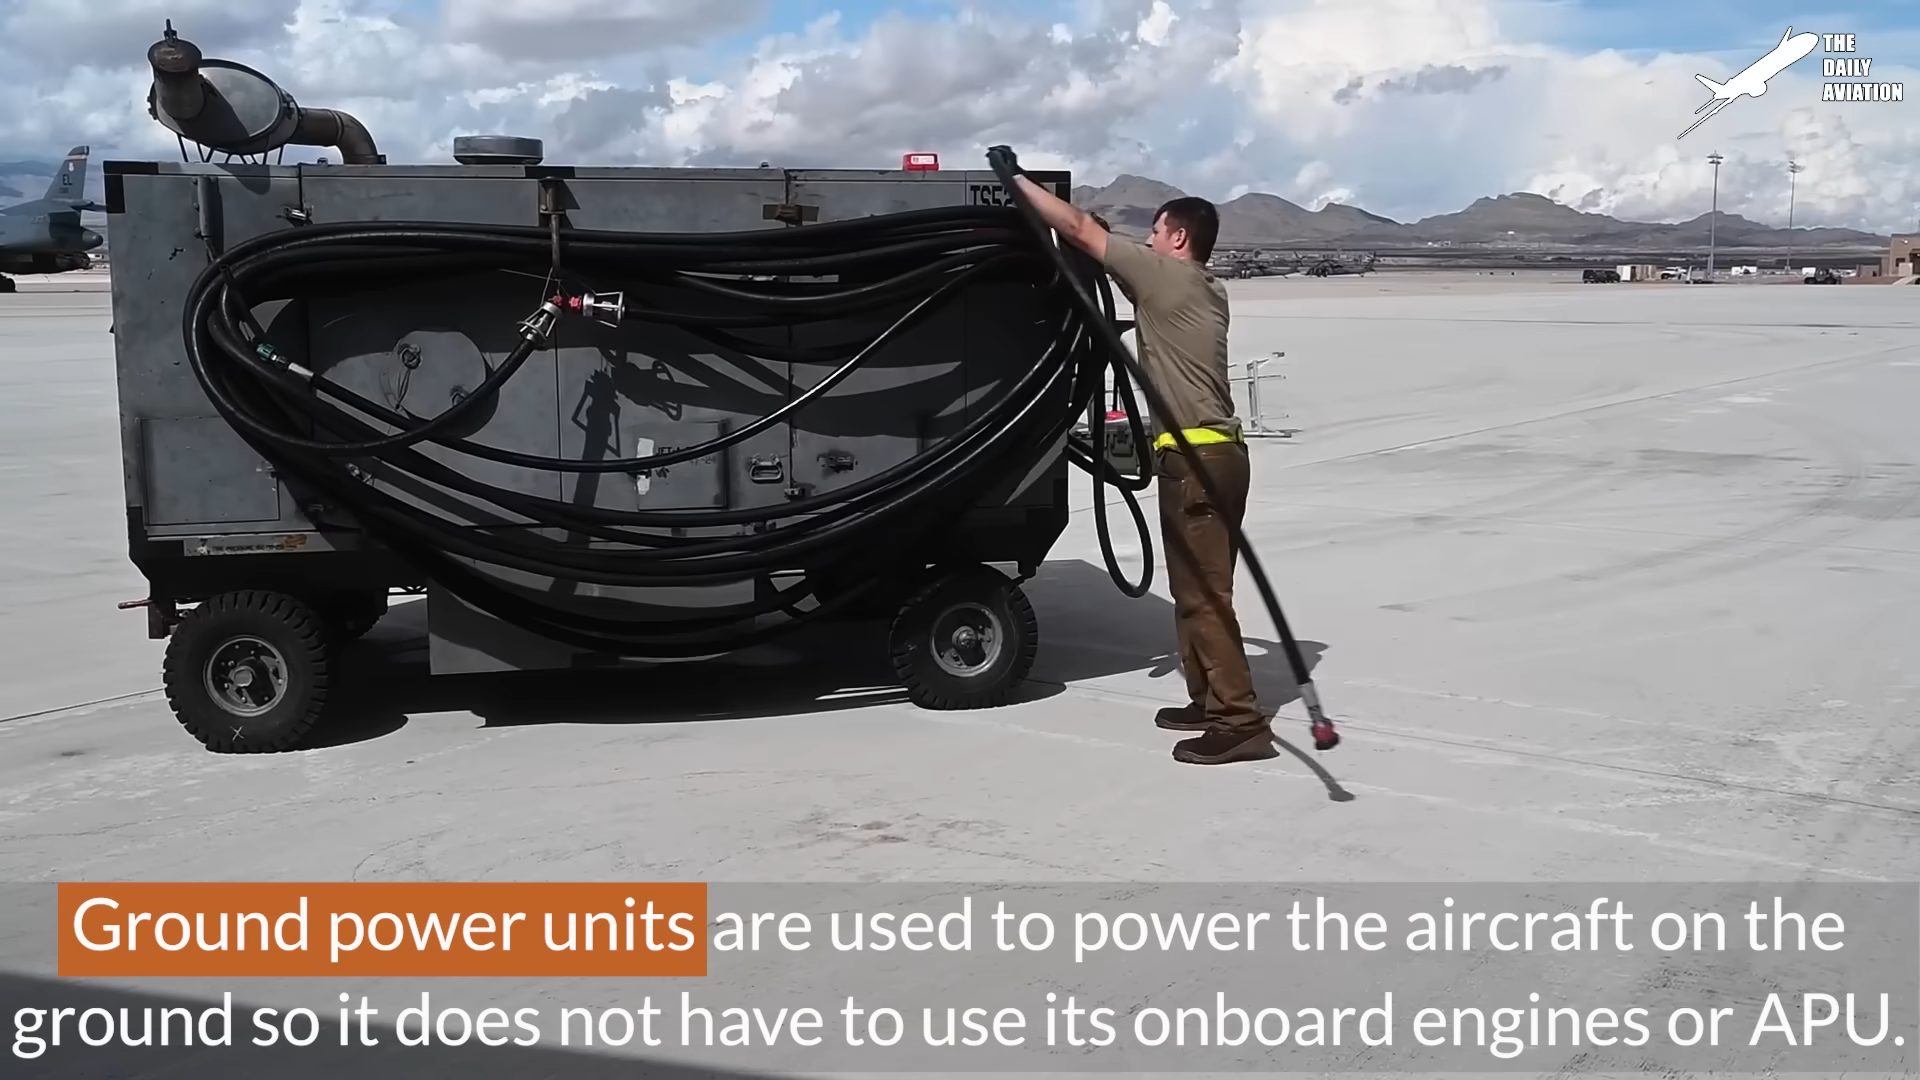 THE
DAILY
AVIATION
EL
Ground power units are used to power the aircraft on the
ground so it does not have to use its onboard engines or APU.